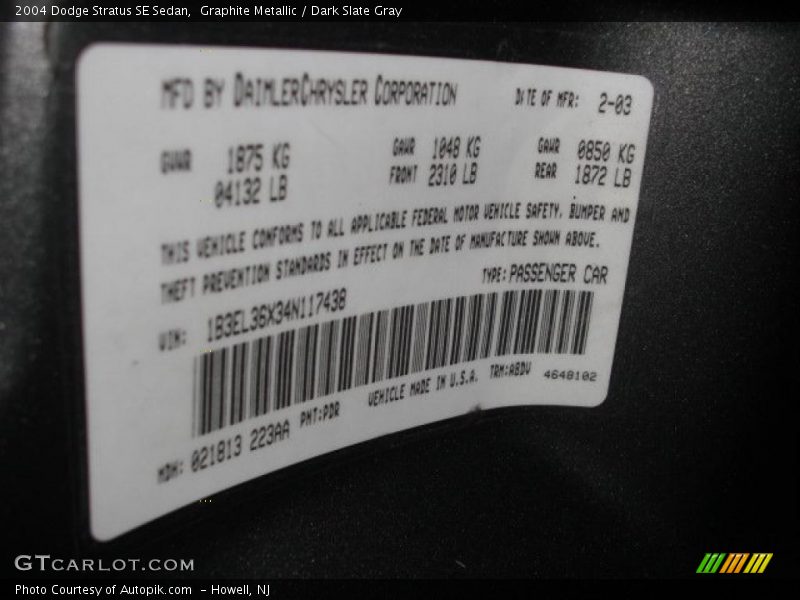 2004 Dodge Stratus SE Sedan, Graphite Metallic / Dark Slate Gray
MFD BY DAIMLERCHRYSLER CORPORATION DATE OF MFR: 2-03
GVWR 1875 KG GAWR 1048 KG GAWR 0850 KG
04132 LB FRONT 2310 LB REAR 1872 LB
THIS VEHICLE CONFORMS TO ALL APPLICABLE FEDERAL MOTOR VEHICLE SAFETY, BUMPER AND
THEFT PREVENTION STANDARDS IN EFFECT ON THE DATE OF MANUFACTURE SHOWN ABOVE.
VIN: 1B3EL36X34N117438 TYPE: PASSENGER CAR
MDH: 021813 223AA PNT:PDR VEHICLE MADE IN U.S.A. TRM:ABDV 4648102
GTCARLOT.COM
Photo Courtesy of Autopik.com - Howell, NJ